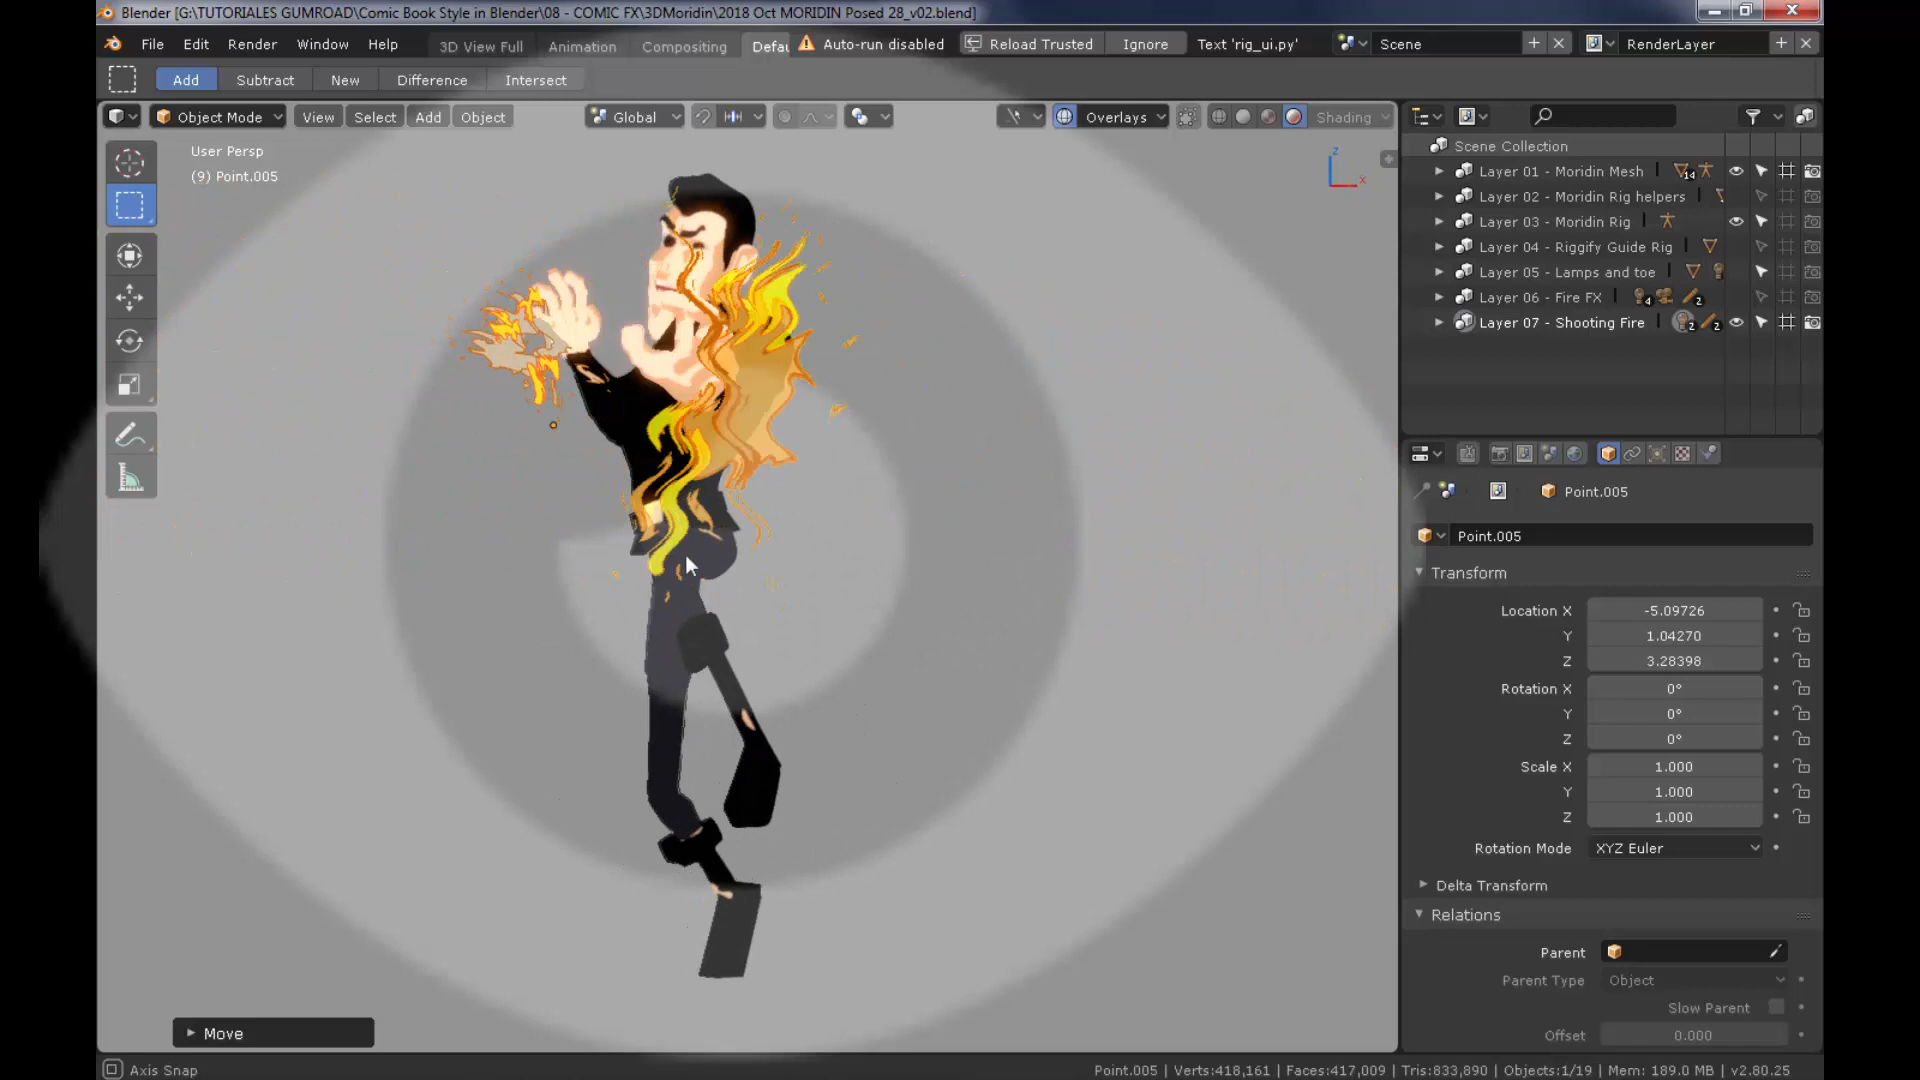 Blender [G:\TUTORIALES GUMROAD\Comic Book Style in Blender\08 - COMIC FX\3DMoridin\2018 Oct MORIDIN Posed 28_v02.blend]
File Edit Render Window Help 3D View Full Animation Compositing Defau Auto-run disabled Reload Trusted Ignore Text 'rig_ui.py' Scene RenderLayer
Add Subtract New Difference Intersect
Object Mode View Select Add Object Global Overlays Shading
User Persp
(9) Point.005
z
x
Scene Collection
Layer 01 - Moridin Mesh 14
Layer 02 - Moridin Rig helpers
Layer 03 - Moridin Rig
Layer 04 - Riggify Guide Rig
Layer 05 - Lamps and toe
Layer 06 - Fire FX 4 2
Layer 07 - Shooting Fire 2 2
Point.005
Point.005
Transform
Location X -5.09726
Y 1.04270
Z 3.28398
Rotation X 0°
Y 0°
Z 0°
Scale X 1.000
Y 1.000
Z 1.000
Rotation Mode XYZ Euler
Delta Transform
Relations
Parent
Parent Type Object
Slow Parent
Offset 0.000
Move
Axis Snap
Point.005 | Verts:418,161 | Faces:417,009 | Tris:833,890 | Objects:1/19 | Mem: 189.0 MB | v2.80.25